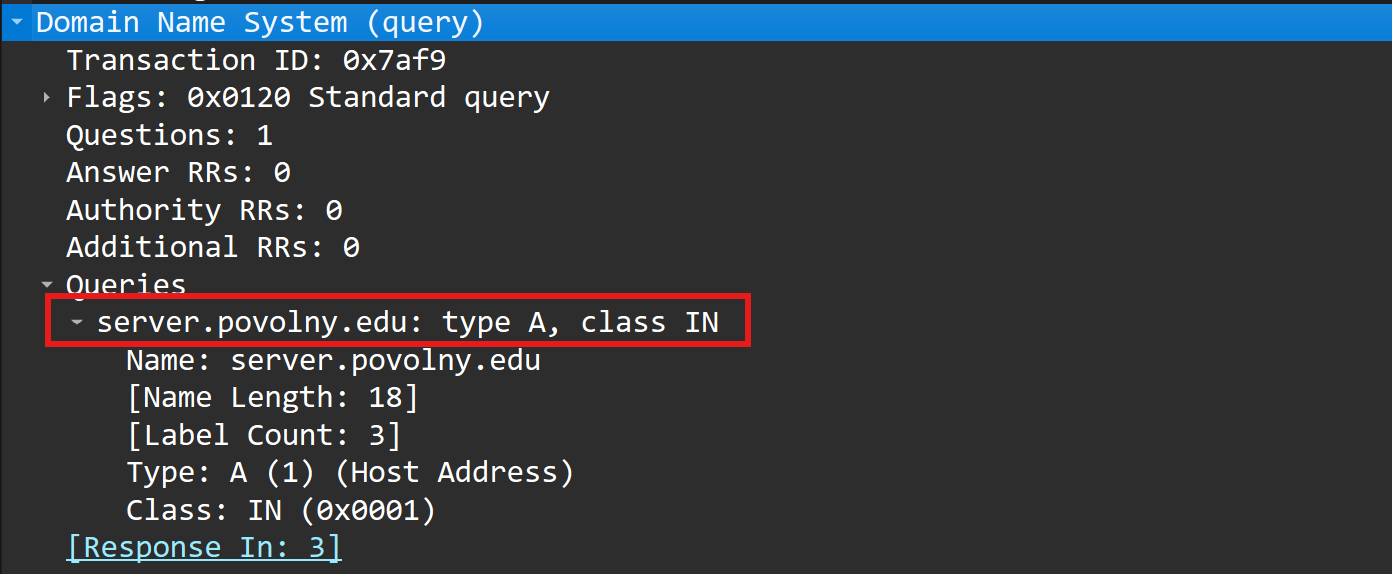 Domain Name System (query)
Transaction ID: 0x7af9
Flags: 0x0120 Standard query
Questions: 1
Answer RRs: 0
Authority RRs: 0
Additional RRs: 0
Queries
server.povolny.edu: type A, class IN
Name: server.povolny.edu
[Name Length: 18]
[Label Count: 3]
Type: A (1) (Host Address)
Class: IN (0x0001)
[Response In: 3]